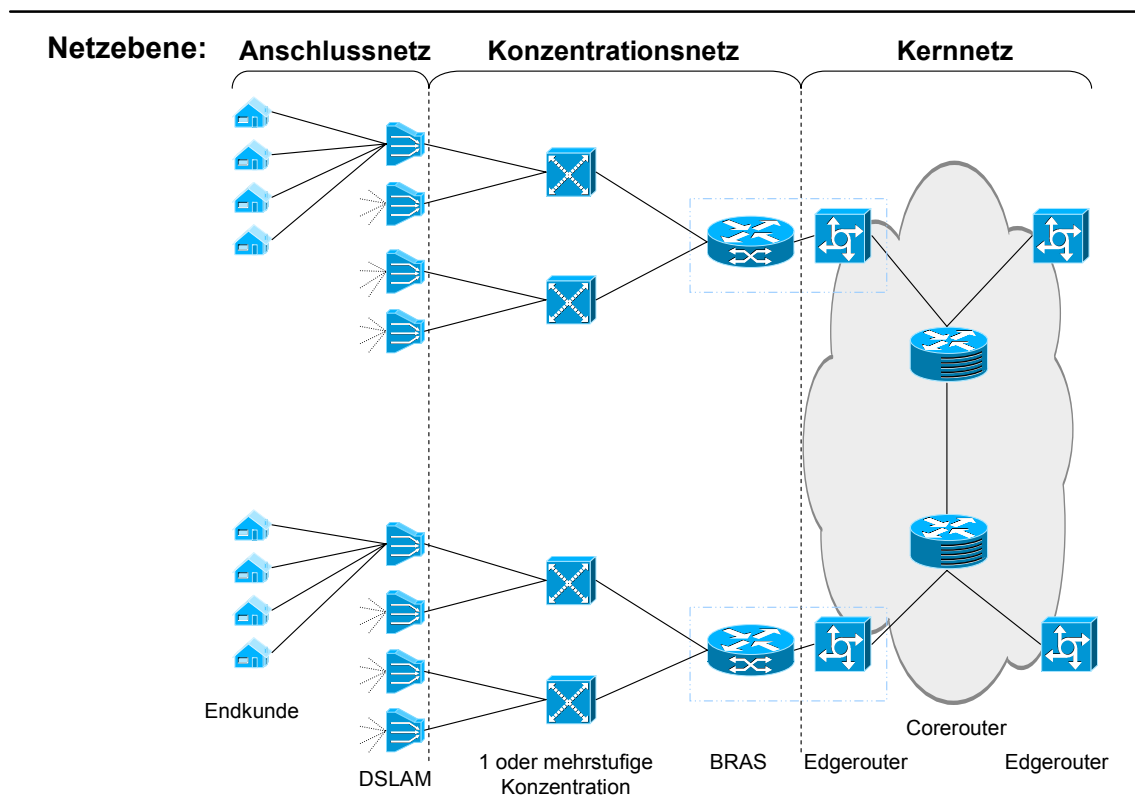 Netzebene:
Anschlussnetz
Konzentrationsnetz
Kernnetz
Endkunde
DSLAM
1 oder mehrstufige
Konzentration
BRAS
Edgerouter
Corerouter
Edgerouter